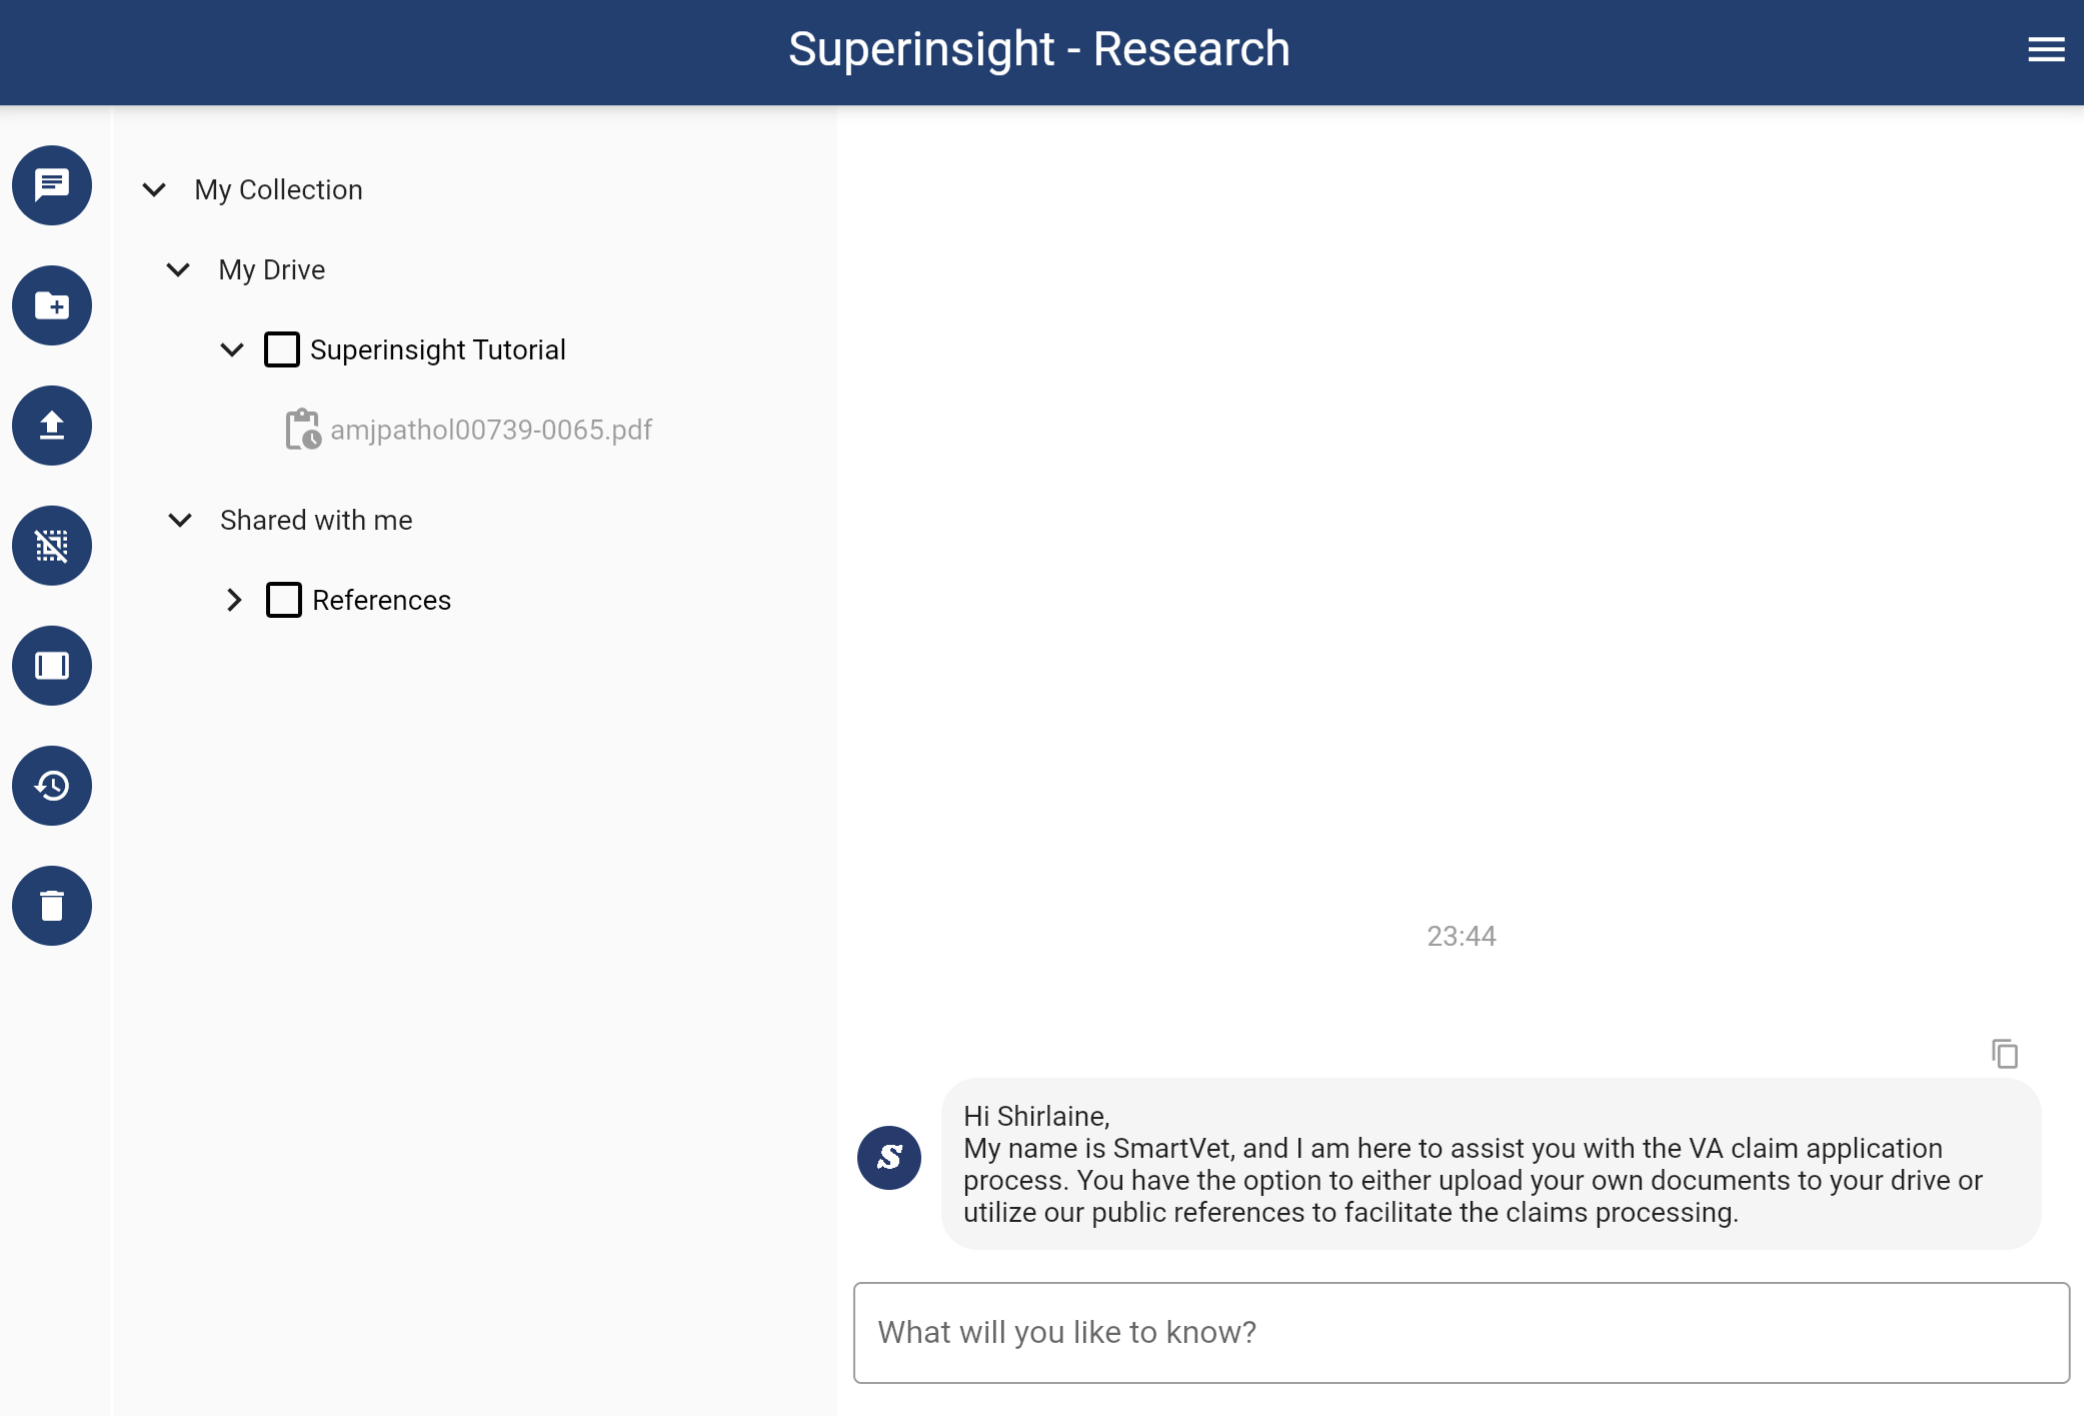 Superinsight - Research
My Collection
My Drive
Superinsight Tutorial
amjpathol00739-0065.pdf
Shared with me
References
23:44
S
Hi Shirlaine,
My name is SmartVet, and I am here to assist you with the VA claim application
process. You have the option to either upload your own documents to your drive or
utilize our public references to facilitate the claims processing.
What will you like to know?